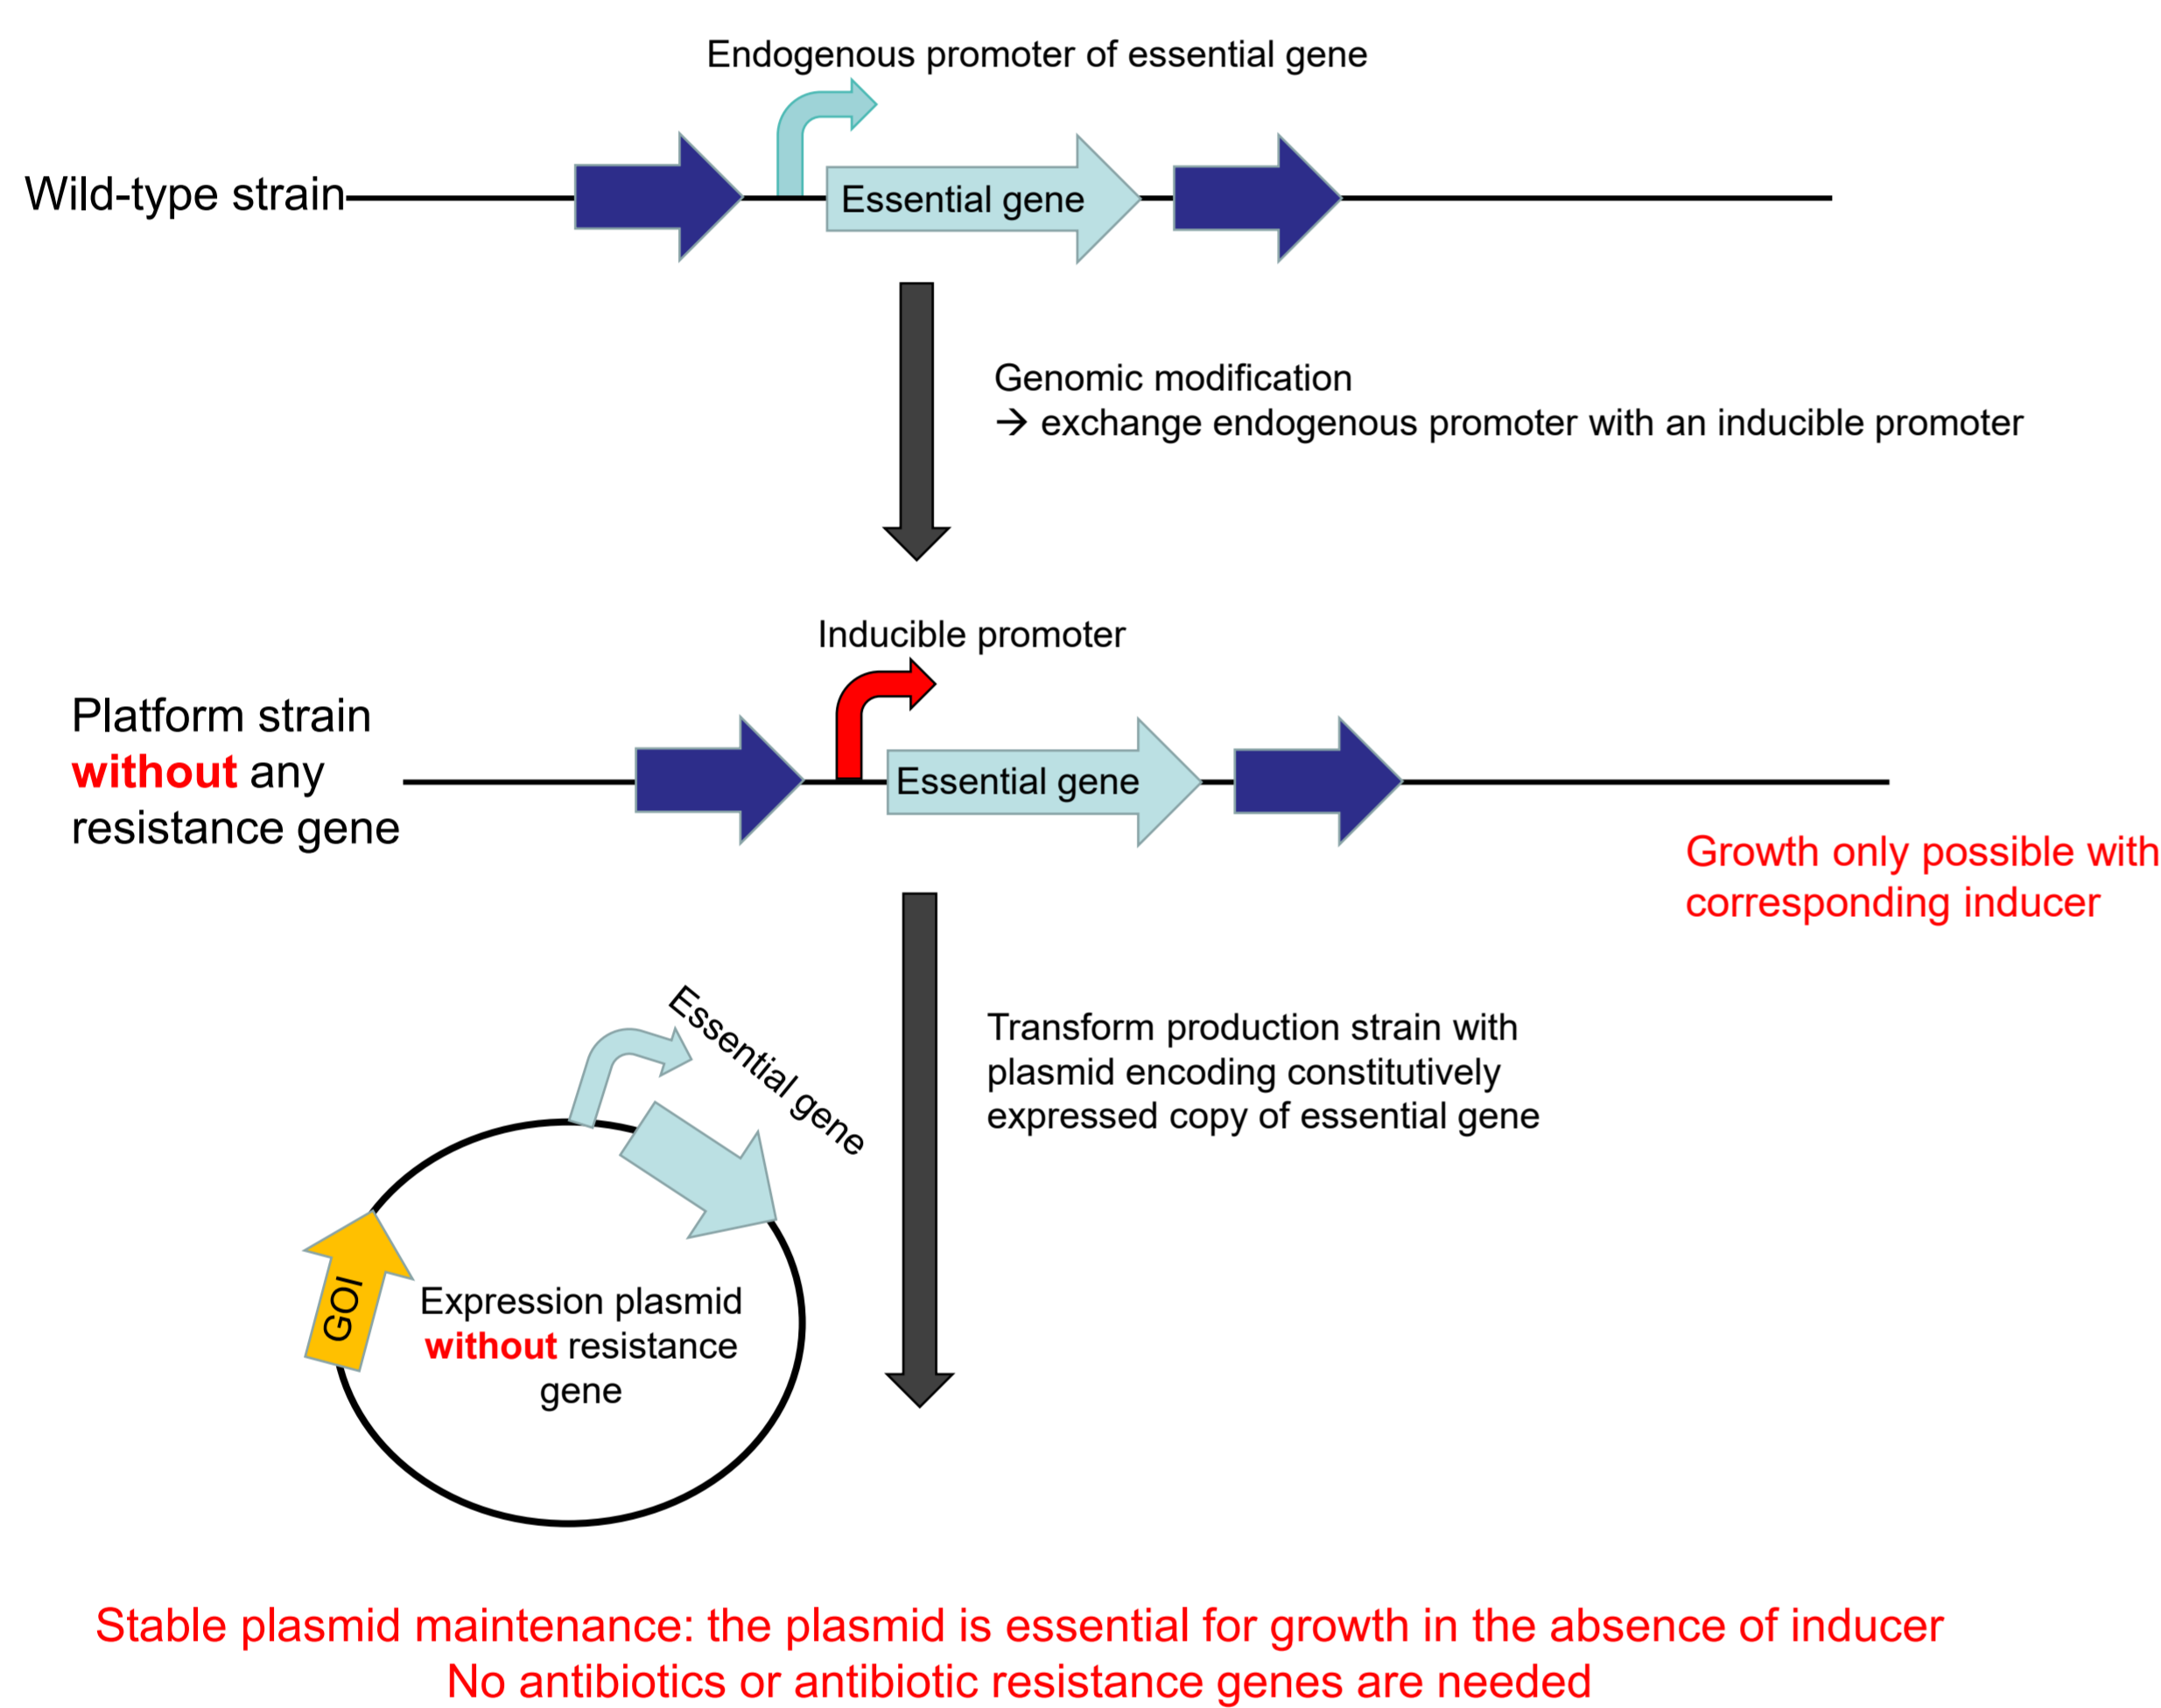 Endogenous promoter of essential gene
Wild-type strain
Essential gene
Genomic modification
→ exchange endogenous promoter with an inducible promoter
Inducible promoter
Platform strain
without any
resistance gene
Essential gene
Growth only possible with
corresponding inducer
Essential gene
Transform production strain with
plasmid encoding constitutively
expressed copy of essential gene
GOI
Expression plasmid
without resistance
gene
Stable plasmid maintenance: the plasmid is essential for growth in the absence of inducer
No antibiotics or antibiotic resistance genes are needed